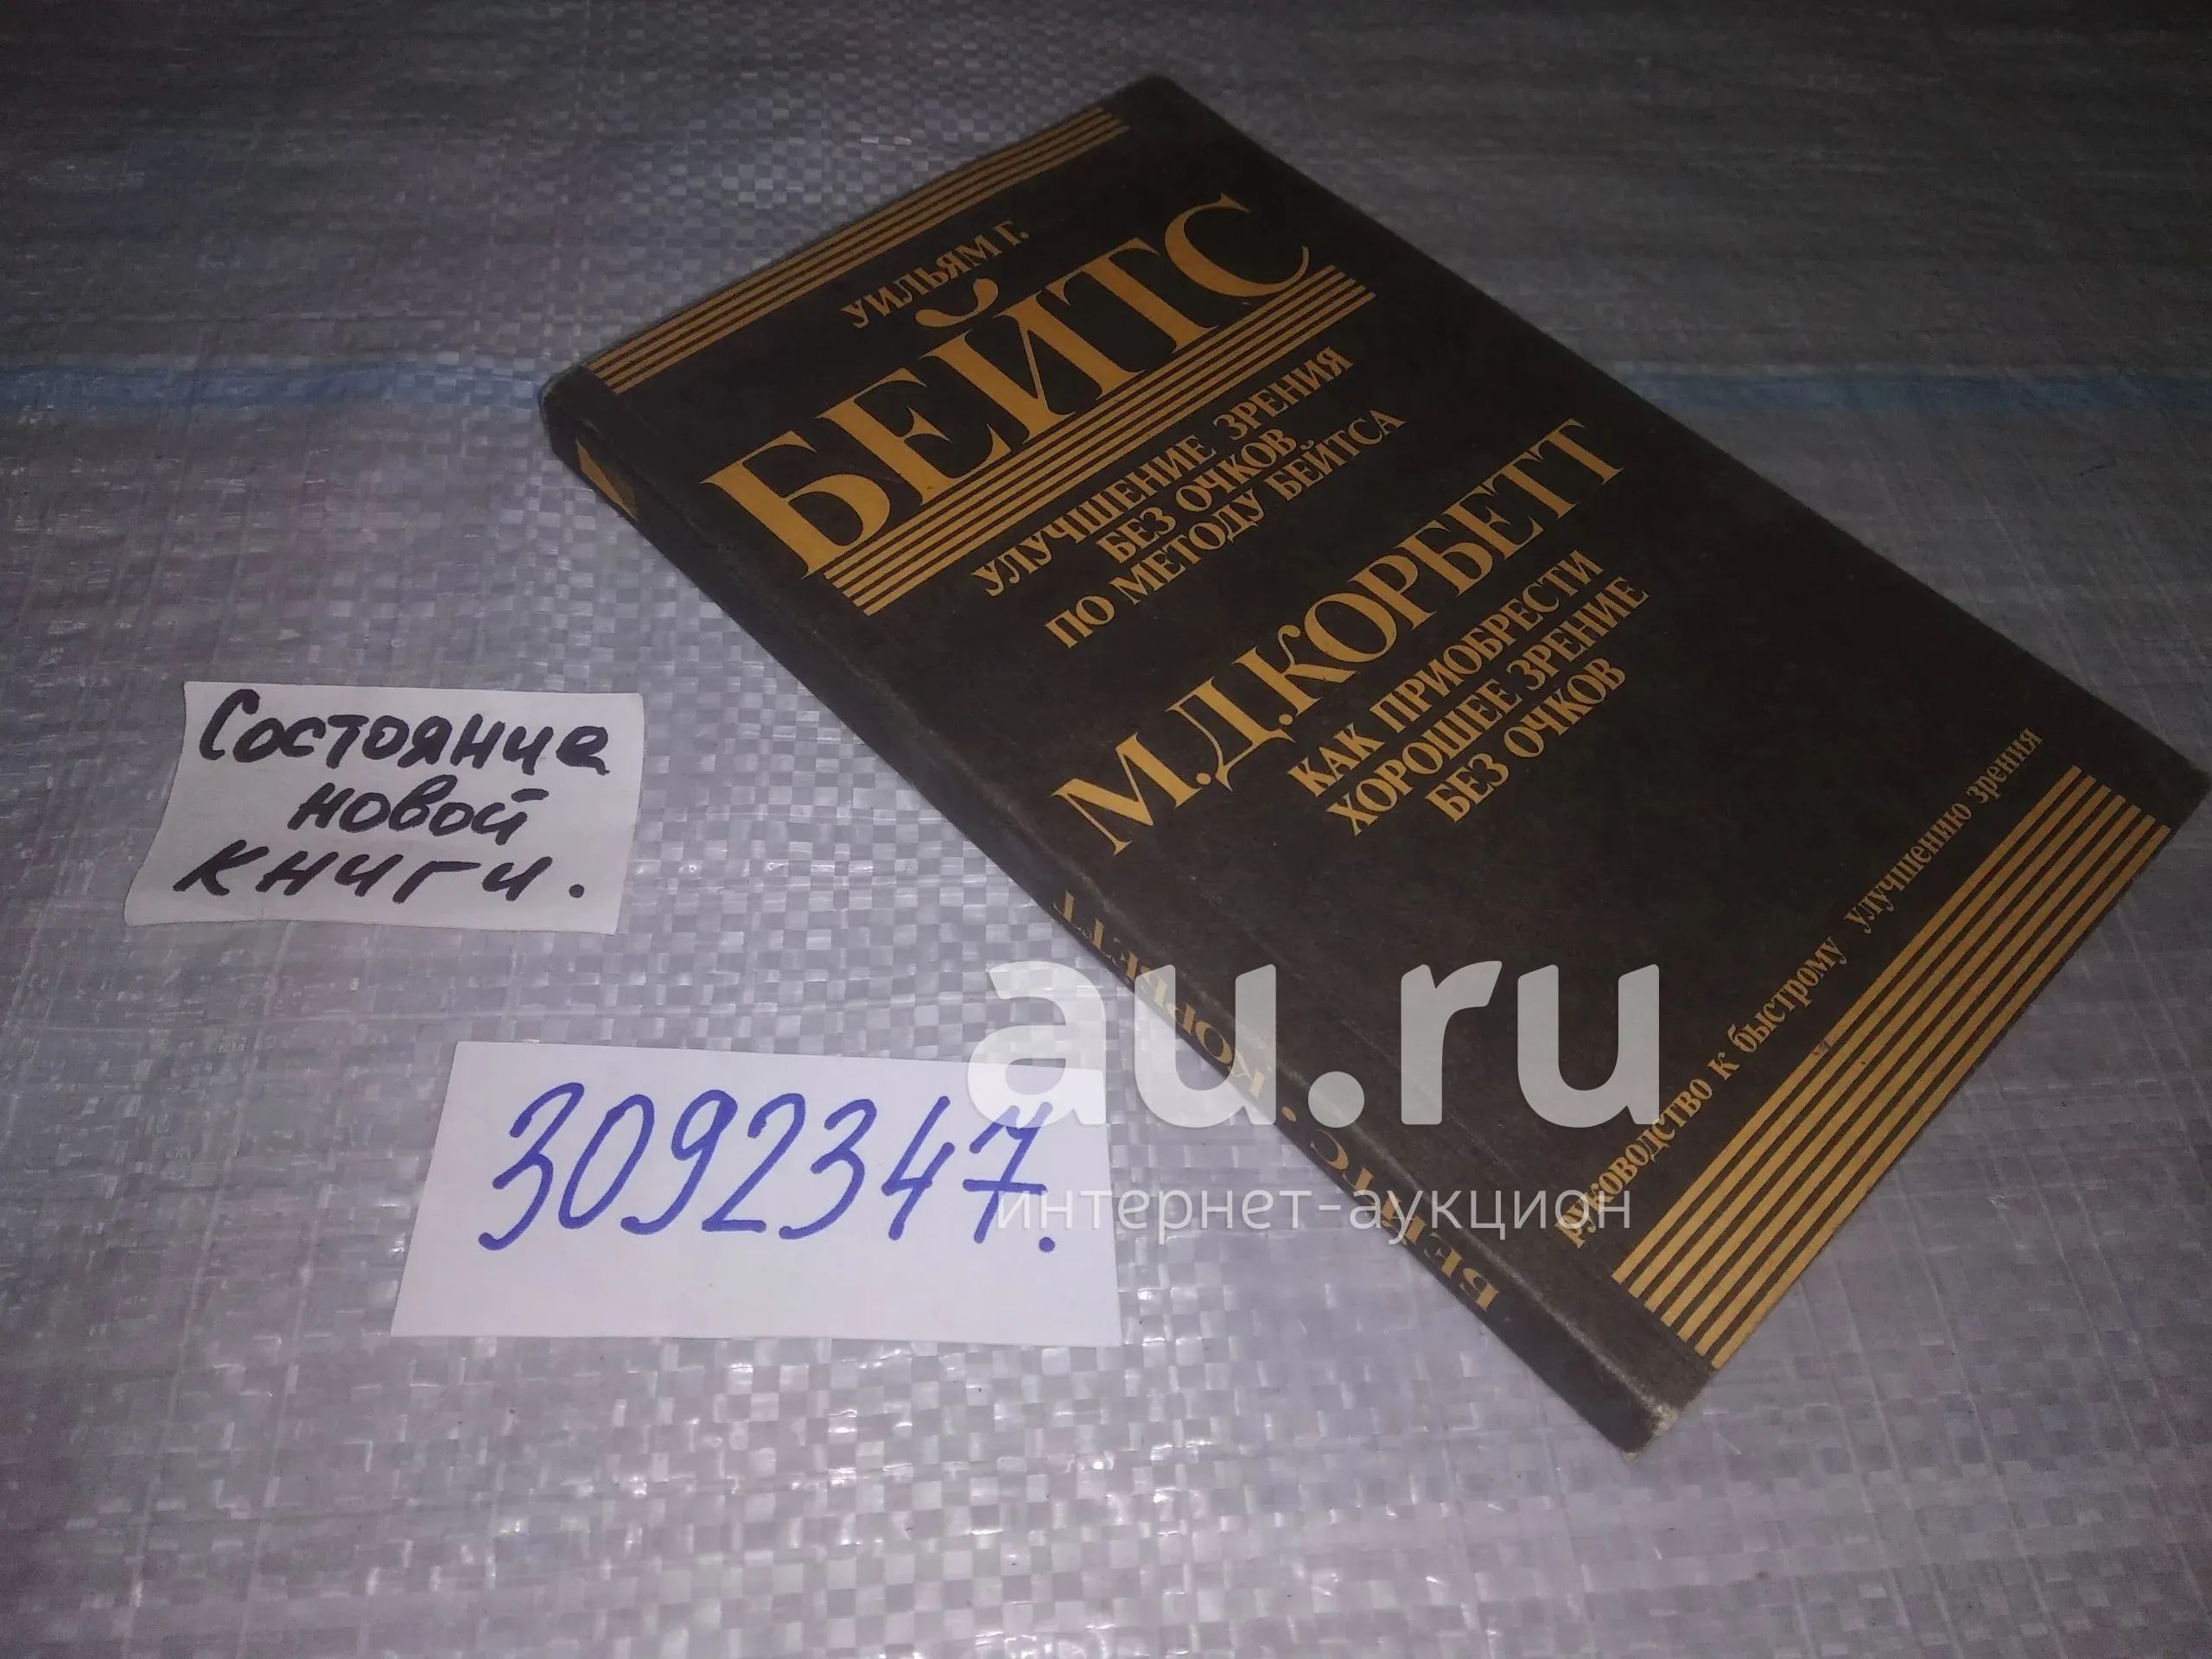 УИЛЬЯМ Г.
БЕЙТС
УЛУЧШЕНИЕ ЗРЕНИЯ
БЕЗ ОЧКОВ
ПО МЕТОДУ БЕЙТСА
М.Д.КОРБЕТТ
КАК ПРИОБРЕСТИ
ХОРОШЕЕ ЗРЕНИЕ
БЕЗ ОЧКОВ
руководство к быстрому улучшению зрения
БЕЙТС . КОРБЕТТ
Состояние
новой
книги.
3092347.
au.ru
интернет-аукцион